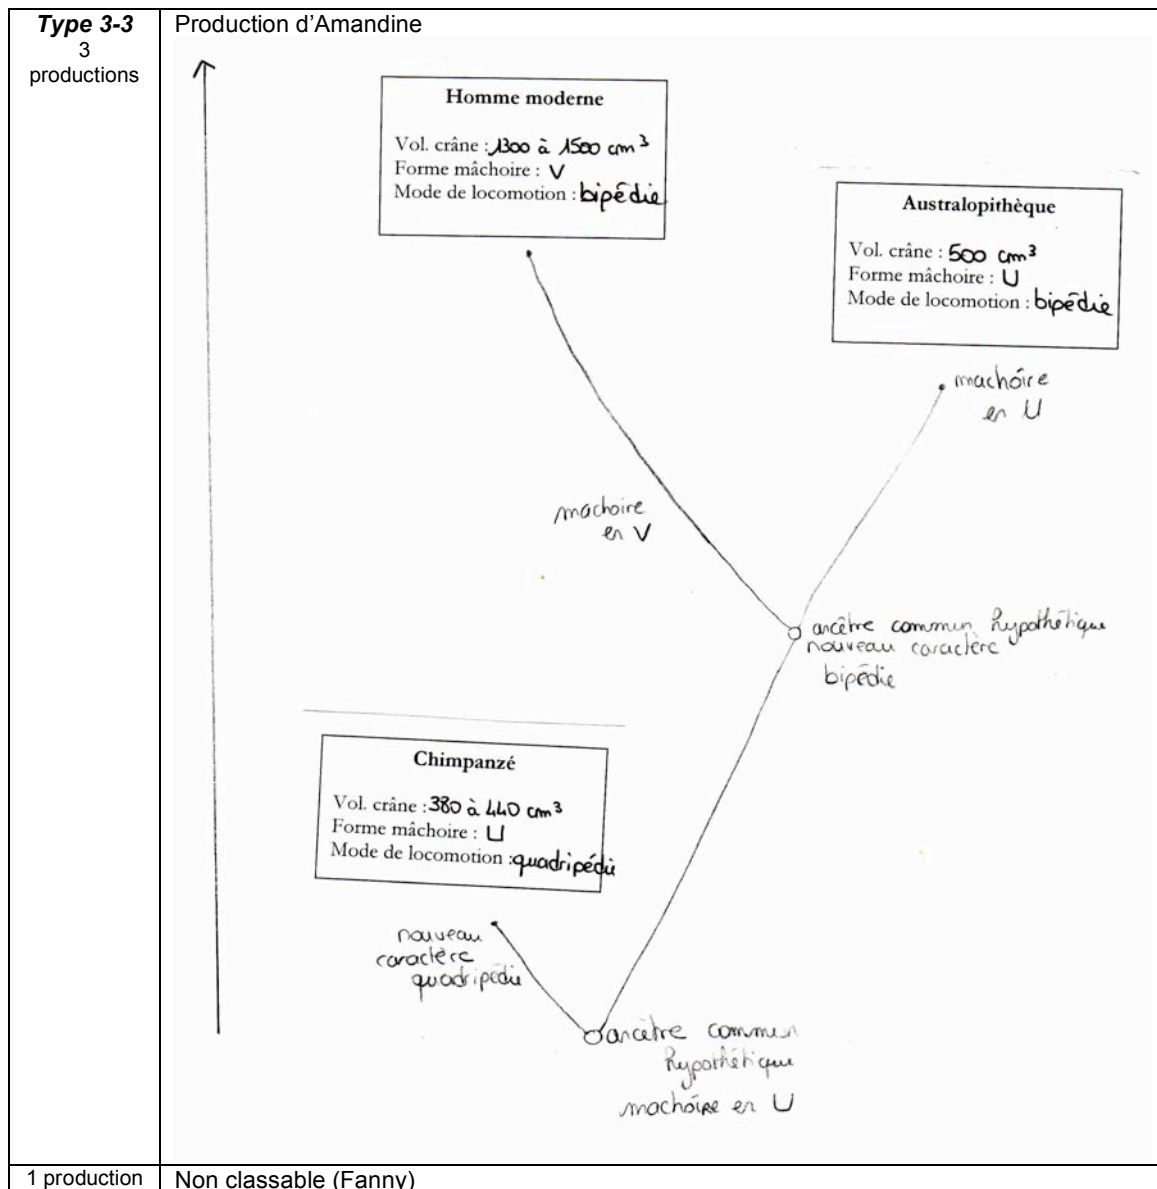 Type 3-3
3
productions
Production d’Amandine
Homme moderne
Vol. crâne : 1300 à 1500 cm³
Forme mâchoire : V
Mode de locomotion : bipédie
Australopithèque
Vol. crâne : 500 cm³
Forme mâchoire : U
Mode de locomotion : bipédie
machoire
en U
machoire
en V
ancêtre commun hypothétique
nouveau caractère
bipédie
Chimpanzé
Vol. crâne : 380 à 440 cm³
Forme mâchoire : U
Mode de locomotion : quadripédie
nouveau
caractère
quadripédie
ancêtre commun
hypothétique
machoire en U
1 production
Non classable (Fanny)